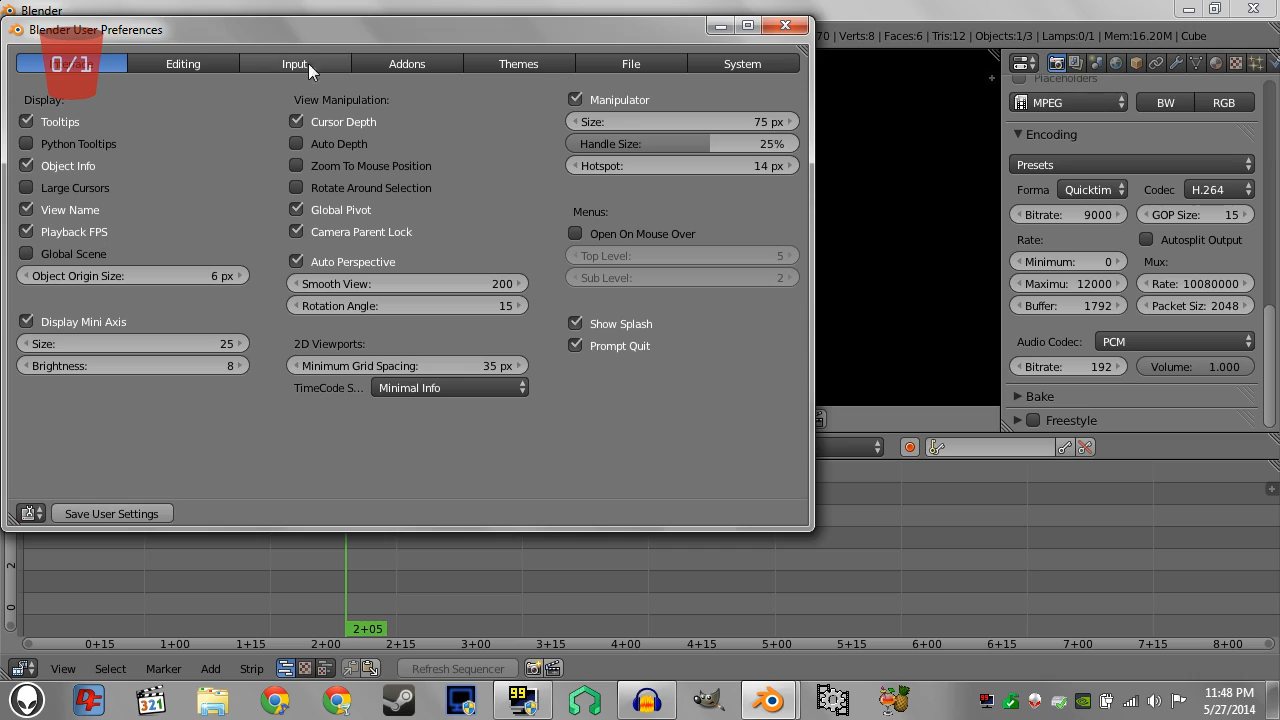 Blender
Blender User Preferences
70 | Verts:8 | Faces:6 | Tris:12 | Objects:1/3 | Lamps:0/1 | Mem:16.20M | Cube
0/1
Editing
Input
Addons
Themes
File
System
Display:
Tooltips
Python Tooltips
Object Info
Large Cursors
View Name
Playback FPS
Global Scene
Object Origin Size: 6 px
Display Mini Axis
Size: 25
Brightness: 8
View Manipulation:
Cursor Depth
Auto Depth
Zoom To Mouse Position
Rotate Around Selection
Global Pivot
Camera Parent Lock
Auto Perspective
Smooth View: 200
Rotation Angle: 15
2D Viewports:
Minimum Grid Spacing: 35 px
TimeCode S... Minimal Info
Manipulator
Size: 75 px
Handle Size: 25%
Hotspot: 14 px
Menus:
Open On Mouse Over
Top Level: 5
Sub Level: 2
Show Splash
Prompt Quit
Save User Settings
Placeholders
MPEG BW RGB
Encoding
Presets
Forma Quicktim Codec H.264
Bitrate: 9000 GOP Size: 15
Rate: Autosplit Output
Minimum: 0 Mux:
Maximu: 12000 Rate: 10080000
Buffer: 1792 Packet Size: 2048
Audio Codec: PCM
Bitrate: 192 Volume: 1.000
Bake
Freestyle
2
0
2+05
0+15 1+00 1+15 2+00 2+15 3+00 3+15 4+00 4+15 5+00 5+15 6+00 6+15 7+00 7+15 8+00
View Select Marker Add Strip Refresh Sequencer
321
99
11:48 PM
5/27/2014